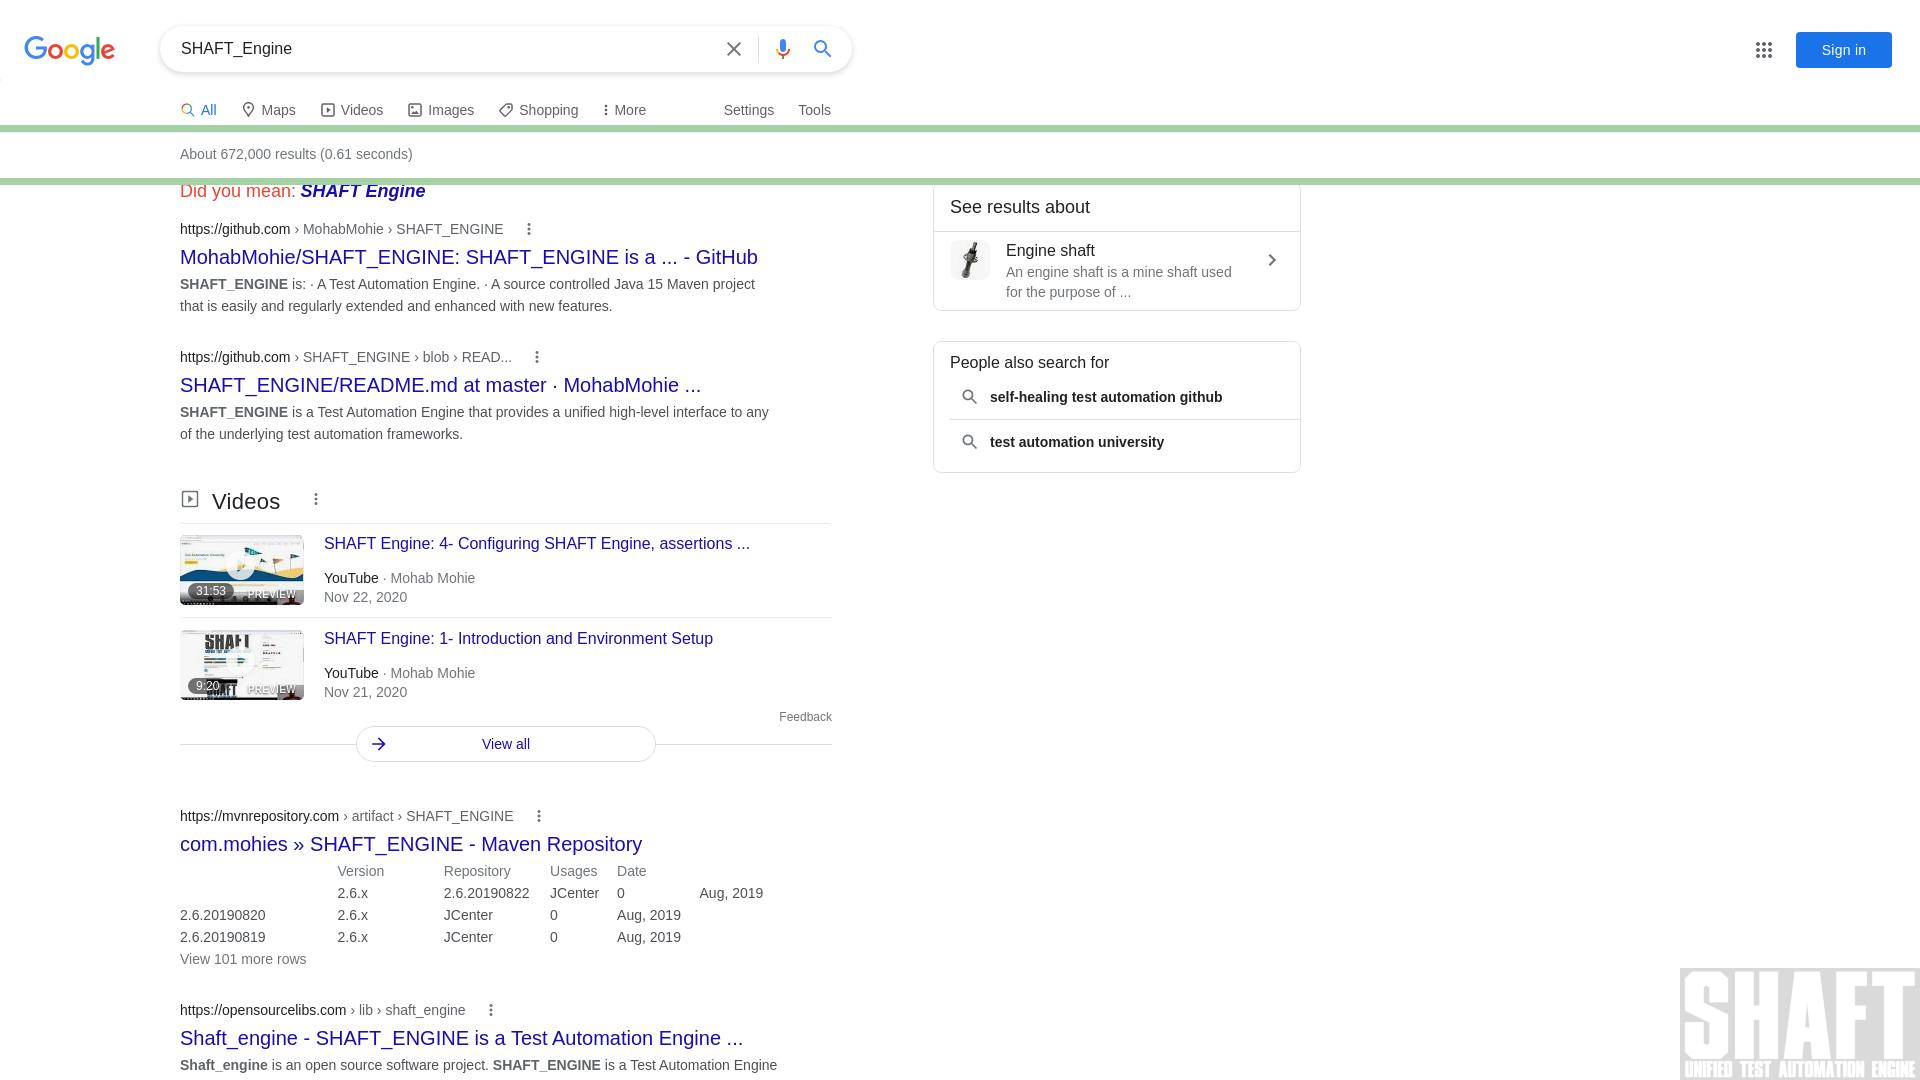 Google
SHAFT_Engine
Sign in
All
Maps
Videos
Images
Shopping
More
Settings
Tools
About 672,000 results (0.61 seconds)
Did you mean: SHAFT Engine
https://github.com › MohabMohie › SHAFT_ENGINE
MohabMohie/SHAFT_ENGINE: SHAFT_ENGINE is a ... - GitHub
SHAFT_ENGINE is: · A Test Automation Engine. · A source controlled Java 15 Maven project
that is easily and regularly extended and enhanced with new features.
https://github.com › SHAFT_ENGINE › blob › READ...
SHAFT_ENGINE/README.md at master · MohabMohie ...
SHAFT_ENGINE is a Test Automation Engine that provides a unified high-level interface to any
of the underlying test automation frameworks.
Videos
SHAFT Engine: 4- Configuring SHAFT Engine, assertions ...
31:53
PREVIEW
YouTube · Mohab Mohie
Nov 22, 2020
SHAFT Engine: 1- Introduction and Environment Setup
SHAFT
9:20
PREVIEW
YouTube · Mohab Mohie
Nov 21, 2020
Feedback
View all
https://mvnrepository.com › artifact › SHAFT_ENGINE
com.mohies » SHAFT_ENGINE - Maven Repository
Version Repository Usages Date
2.6.x 2.6.20190822 JCenter 0 Aug, 2019
2.6.20190820 2.6.x JCenter 0 Aug, 2019
2.6.20190819 2.6.x JCenter 0 Aug, 2019
View 101 more rows
https://opensourcelibs.com › lib › shaft_engine
Shaft_engine - SHAFT_ENGINE is a Test Automation Engine ...
Shaft_engine is an open source software project. SHAFT_ENGINE is a Test Automation Engine
See results about
Engine shaft
An engine shaft is a mine shaft used
for the purpose of ...
People also search for
self-healing test automation github
test automation university
SHAFT
UNIFIED TEST AUTOMATION ENGINE